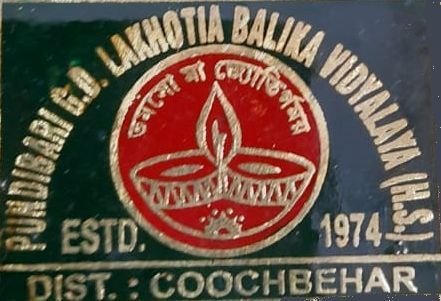 PUNDIBARI G.D. LAKHOTIA BALIKA VIDYALAYA (H.S.)
তমসো মা জ্যোতির্গময়
ESTD. 1974
DIST. : COOCHBEHAR